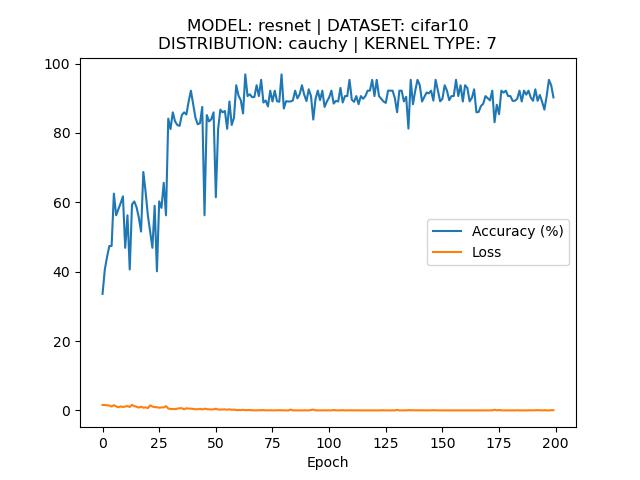 MODEL: resnet | DATASET: cifar10
DISTRIBUTION: cauchy | KERNEL TYPE: 7
100
80
60
40
20
0
Accuracy (%)
Loss
0 25 50 75 100 125 150 175 200
Epoch